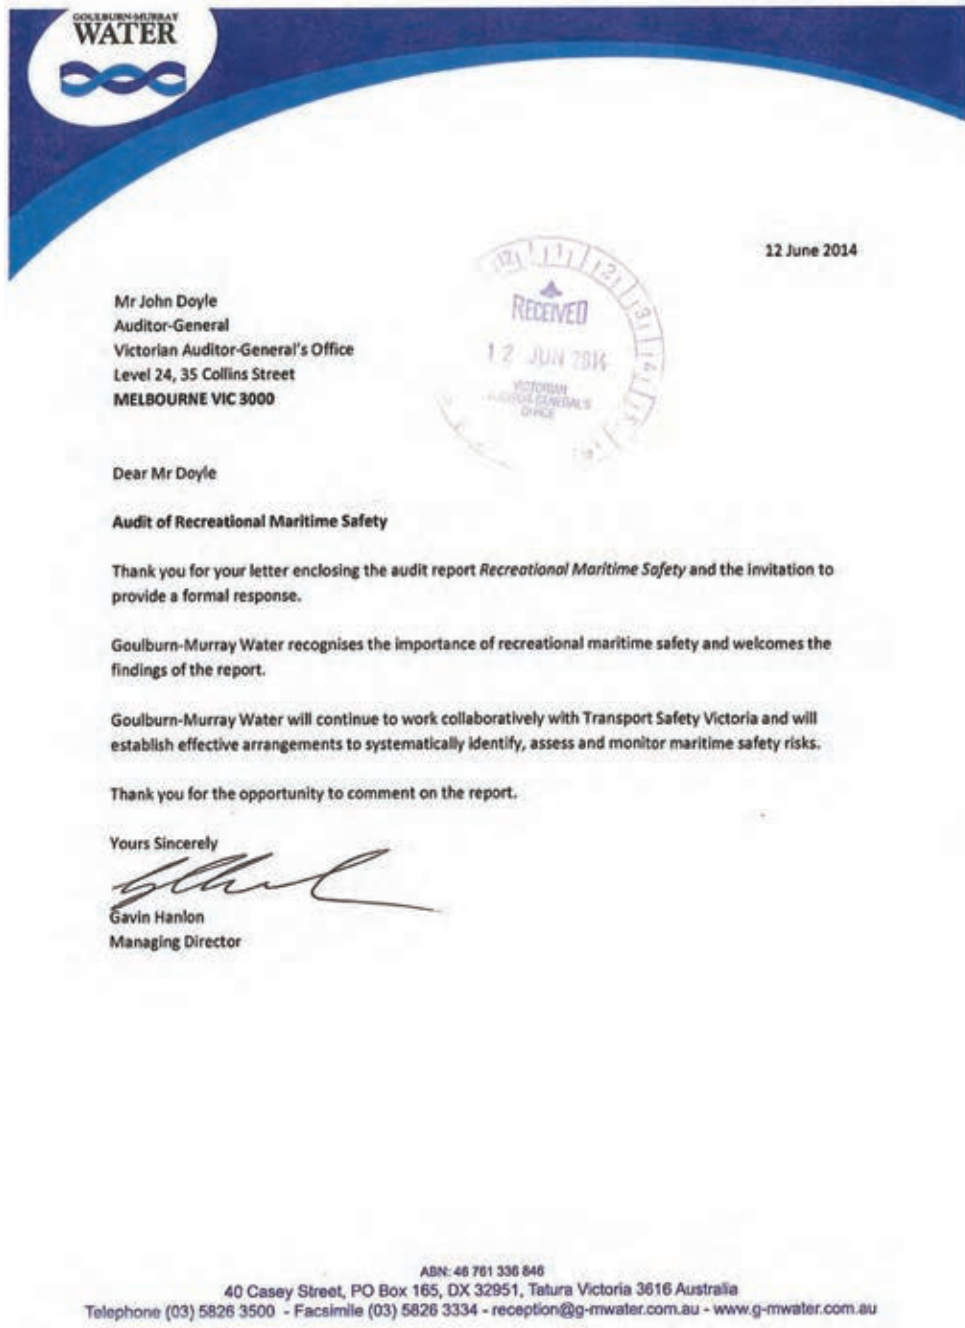 GOULBURN-MURRAY
WATER
12 June 2014
RECEIVED
12 JUN 2014
VICTORIAN
AUDITOR-GENERAL'S
OFFICE
Mr John Doyle
Auditor-General
Victorian Auditor-General's Office
Level 24, 35 Collins Street
MELBOURNE VIC 3000
Dear Mr Doyle
Audit of Recreational Maritime Safety
Thank you for your letter enclosing the audit report Recreational Maritime Safety and the invitation to
provide a formal response.
Goulburn-Murray Water recognises the importance of recreational maritime safety and welcomes the
findings of the report.
Goulburn-Murray Water will continue to work collaboratively with Transport Safety Victoria and will
establish effective arrangements to systematically identify, assess and monitor maritime safety risks.
Thank you for the opportunity to comment on the report.
Yours Sincerely
Gavin Hanlon
Managing Director
ABN: 46 761 336 846
40 Casey Street, PO Box 165, DX 32951, Tatura Victoria 3616 Australia
Telephone (03) 5826 3500 - Facsimile (03) 5826 3334 - reception@g-mwater.com.au - www.g-mwater.com.au